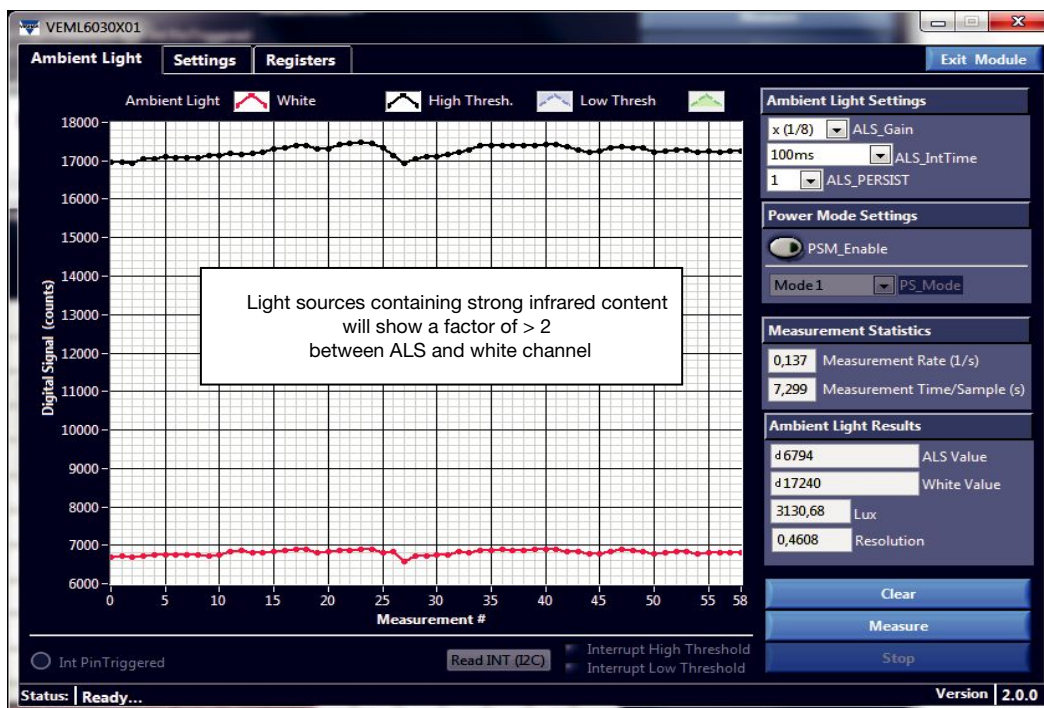 VEML6030X01
Ambient Light Settings Registers
Exit Module
Ambient Light White High Thresh. Low Thresh
18000
17000
16000
15000
14000
13000
12000
11000
10000
9000
8000
7000
6000
Digital Signal (counts)
0 5 10 15 20 25 30 35 40 45 50 55 58
Measurement #
Light sources containing strong infrared content
will show a factor of > 2
between ALS and white channel
Int PinTriggered
Read INT (I2C)
Interrupt High Threshold
Interrupt Low Threshold
Ambient Light Settings
x (1/8) ALS_Gain
100ms ALS_IntTime
1 ALS_PERSIST
Power Mode Settings
PSM_Enable
Mode1 PS_Mode
Measurement Statistics
0,137 Measurement Rate (1/s)
7,299 Measurement Time/Sample (s)
Ambient Light Results
d 6794 ALS Value
d 17240 White Value
3130,68 Lux
0,4608 Resolution
Clear
Measure
Stop
Status: Ready...
Version 2.0.0